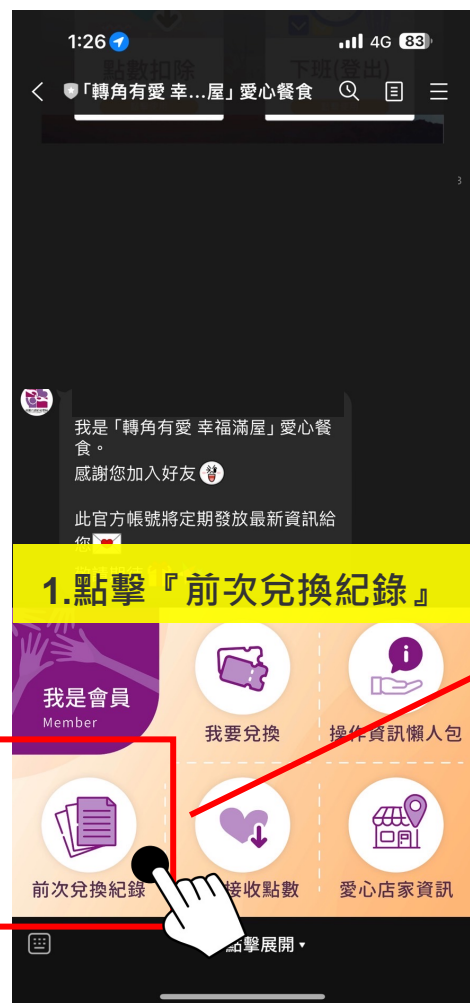 1:26
4G 83
點數扣除 下班(登出)
「轉角有愛 幸...屋」愛心餐食
我是「轉角有愛 幸福滿屋」愛心餐
食。
感謝您加入好友
此官方帳號將定期發放最新資訊給
您
1.點擊『前次兌換紀錄』
我是會員
Member
我要兌換
操作資訊懶人包
前次兌換紀錄
接收點數
愛心店家資訊
點擊展開▾